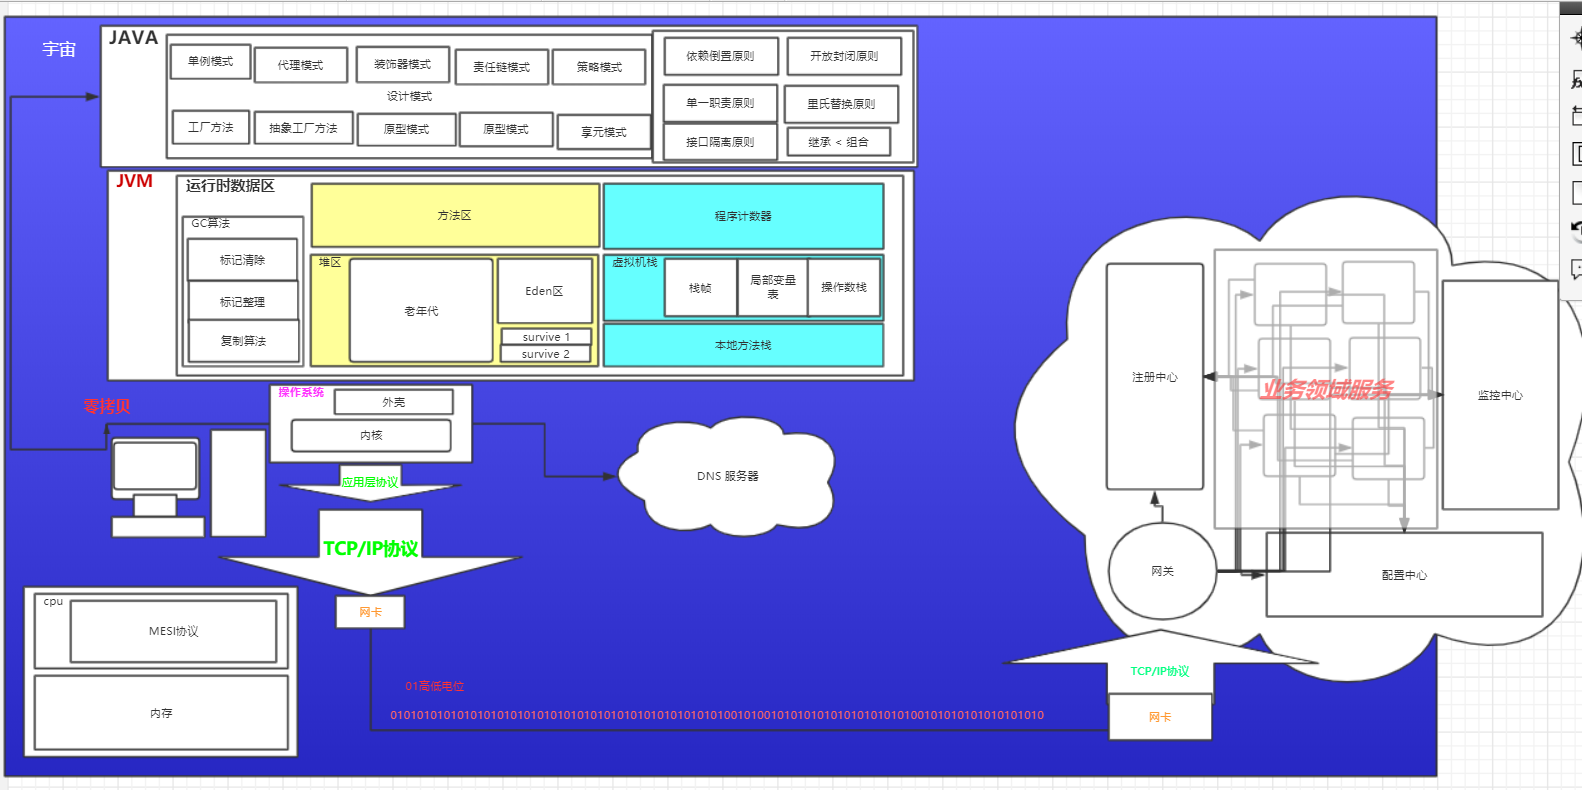 宇宙
JAVA
单例模式
代理模式
装饰器模式
责任链模式
策略模式
设计模式
工厂方法
抽象工厂方法
原型模式
原型模式
享元模式
依赖倒置原则
开放封闭原则
单一职责原则
里氏替换原则
接口隔离原则
继承 < 组合
JVM
运行时数据区
GC算法
标记清除
标记整理
复制算法
方法区
程序计数器
堆区
老年代
Eden区
survive 1
survive 2
虚拟机栈
栈帧
局部变量
表
操作数栈
本地方法栈
操作系统
外壳
内核
零拷贝
应用层协议
TCP/IP协议
网卡
DNS 服务器
cpu
MESI协议
内存
01高低电位
注册中心
业务领域服务
监控中心
网关
配置中心
TCP/IP协议
网卡